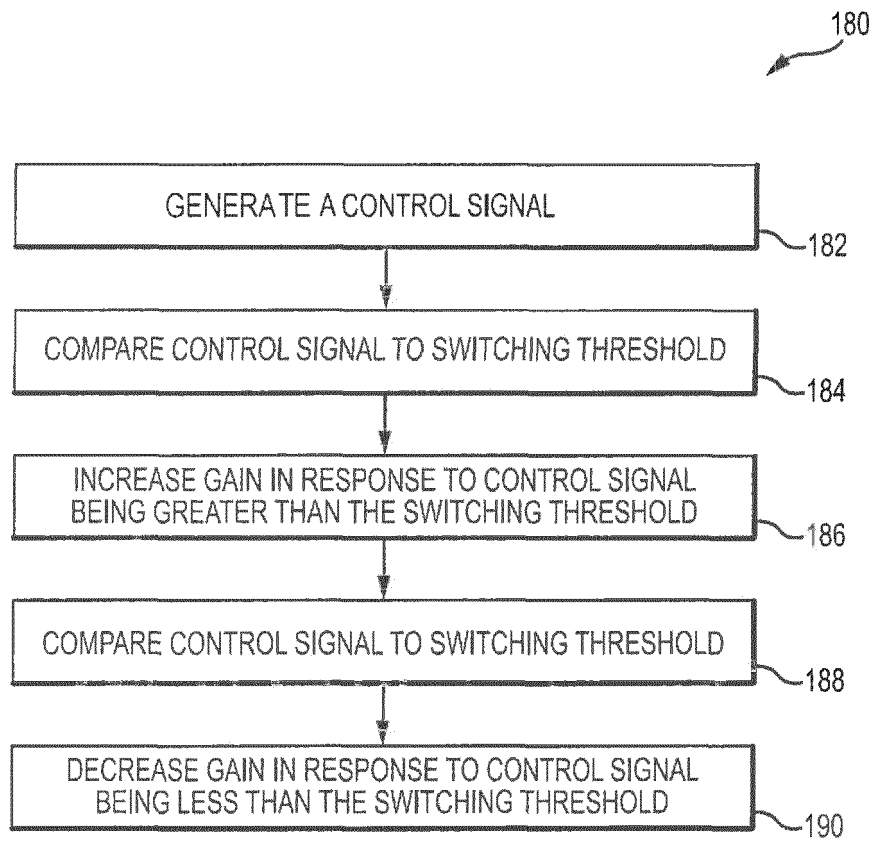 180
GENERATE A CONTROL SIGNAL
182
COMPARE CONTROL SIGNAL TO SWITCHING THRESHOLD
184
INCREASE GAIN IN RESPONSE TO CONTROL SIGNAL
BEING GREATER THAN THE SWITCHING THRESHOLD
186
COMPARE CONTROL SIGNAL TO SWITCHING THRESHOLD
188
DECREASE GAIN IN RESPONSE TO CONTROL SIGNAL
BEING LESS THAN THE SWITCHING THRESHOLD
190